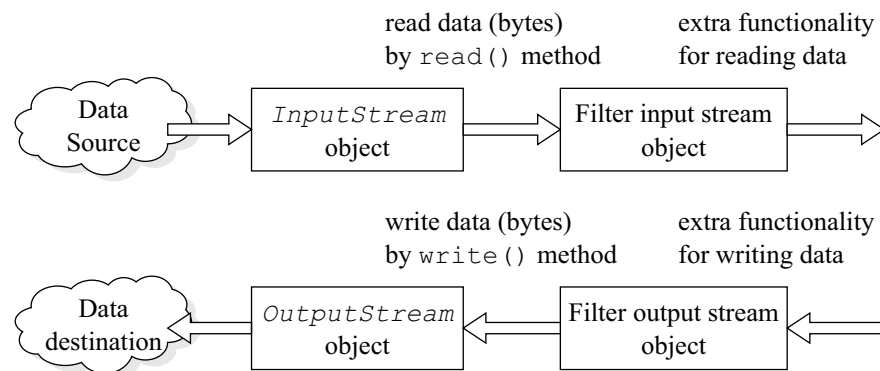 read data (bytes)
by read() method
extra functionality
for reading data
Data
Source
InputStream
object
Filter input stream
object
write data (bytes)
by write() method
extra functionality
for writing data
Data
destination
OutputStream
object
Filter output stream
object